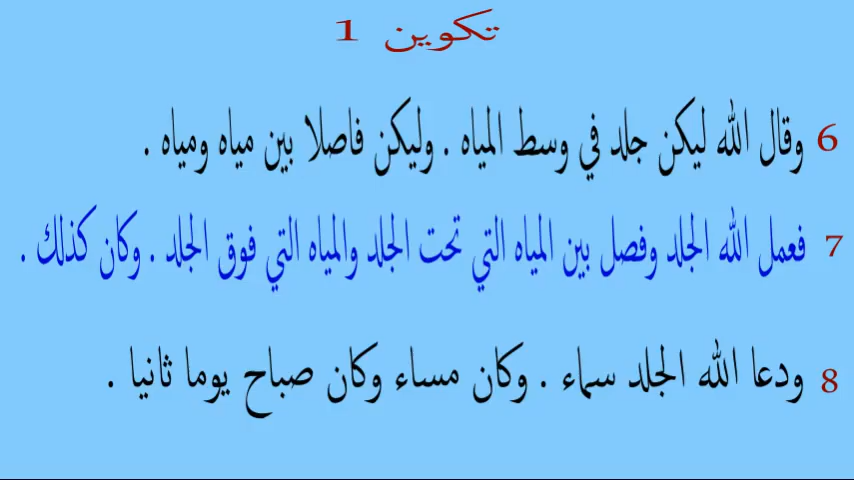 تكوين 1
6 وقال الله ليكن جلد في وسط المياه . وليكن فاصلا بين مياه ومياه .
7 فعمل الله الجلد وفصل بين المياه التي تحت الجلد والمياه التي فوق الجلد . وكان كذلك .
8 ودعا الله الجلد سماء . وكان مساء وكان صباح يوما ثانيا .